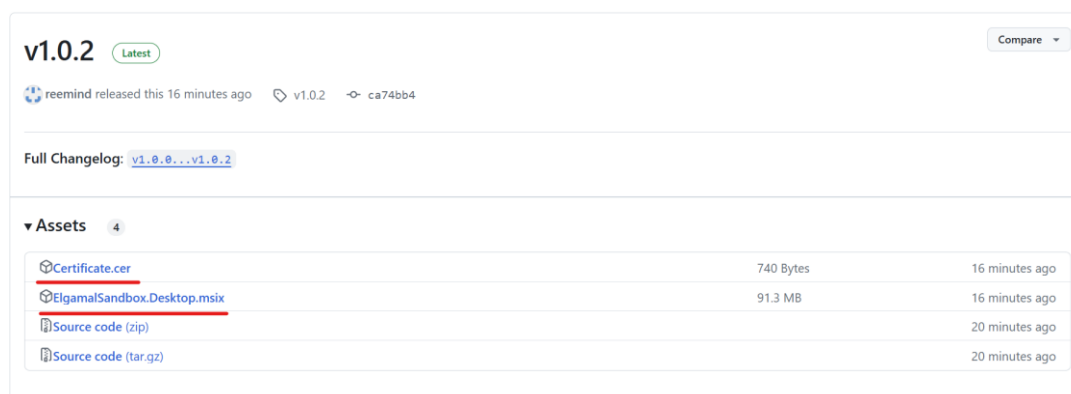 v1.0.2 Latest Compare
reemind released this 16 minutes ago v1.0.2 ca74bb4
Full Changelog: v1.0.0...v1.0.2
Assets 4
Certificate.cer 740 Bytes 16 minutes ago
ElgamalSandbox.Desktop.msix 91.3 MB 16 minutes ago
Source code (zip) 20 minutes ago
Source code (tar.gz) 20 minutes ago